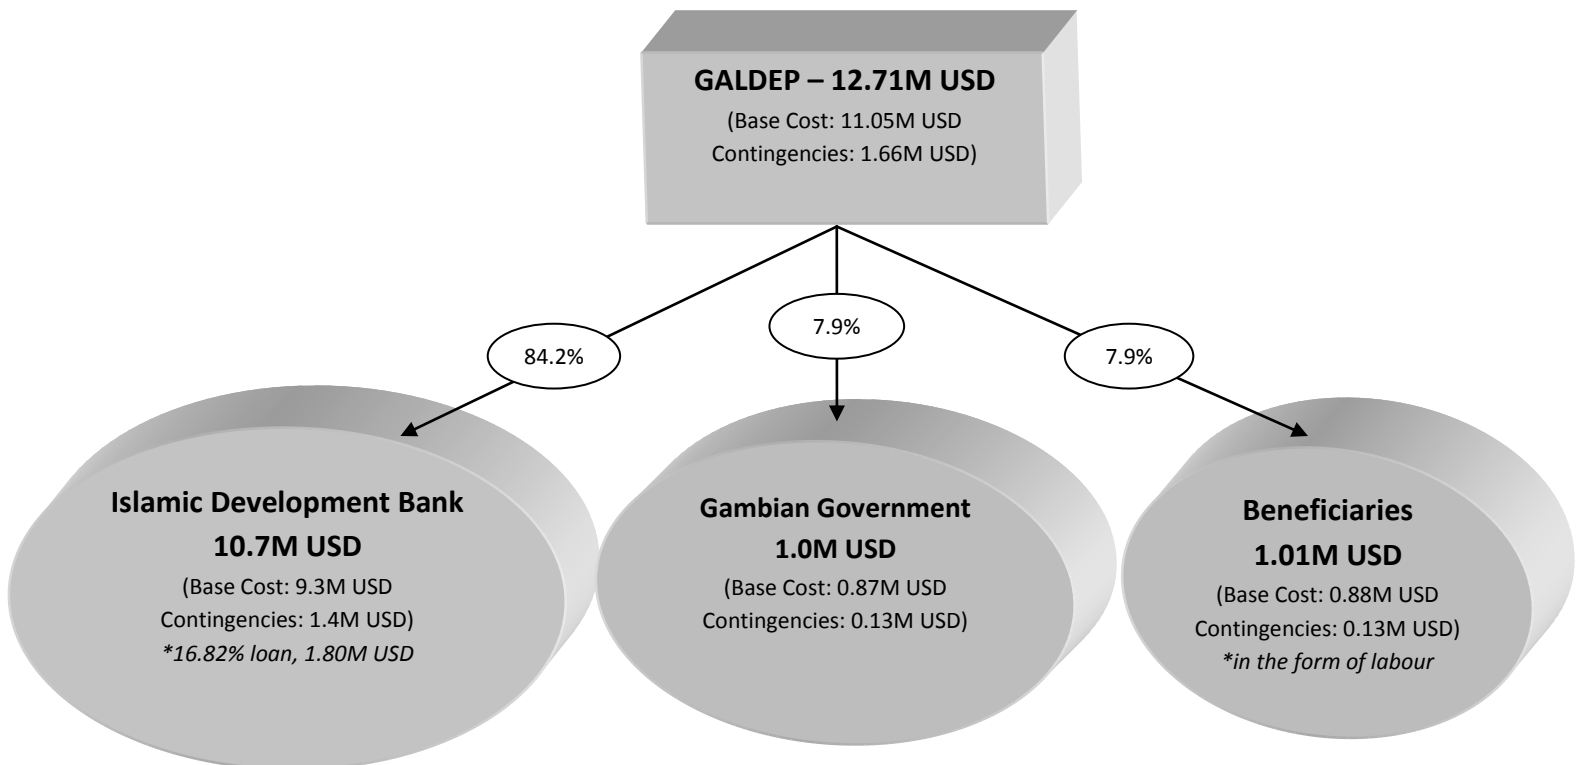 GALDEP – 12.71M USD
(Base Cost: 11.05M USD
Contingencies: 1.66M USD)
84.2%
7.9%
7.9%
Islamic Development Bank
10.7M USD
(Base Cost: 9.3M USD
Contingencies: 1.4M USD)
*16.82% loan, 1.80M USD
Gambian Government
1.0M USD
(Base Cost: 0.87M USD
Contingencies: 0.13M USD)
Beneficiaries
1.01M USD
(Base Cost: 0.88M USD
Contingencies: 0.13M USD)
*in the form of labour